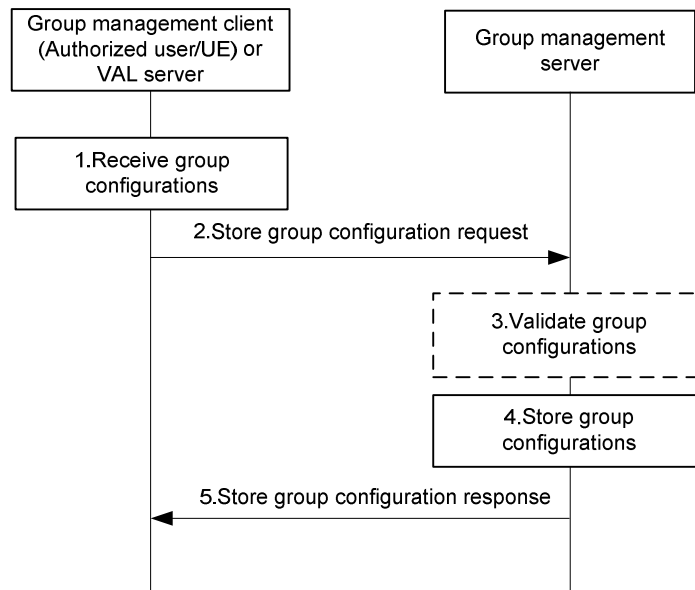 Group management client
(Authorized user/UE) or
VAL server
Group management
server
1.Receive group
configurations
2.Store group configuration request
3.Validate group
configurations
4.Store group
configurations
5.Store group configuration response